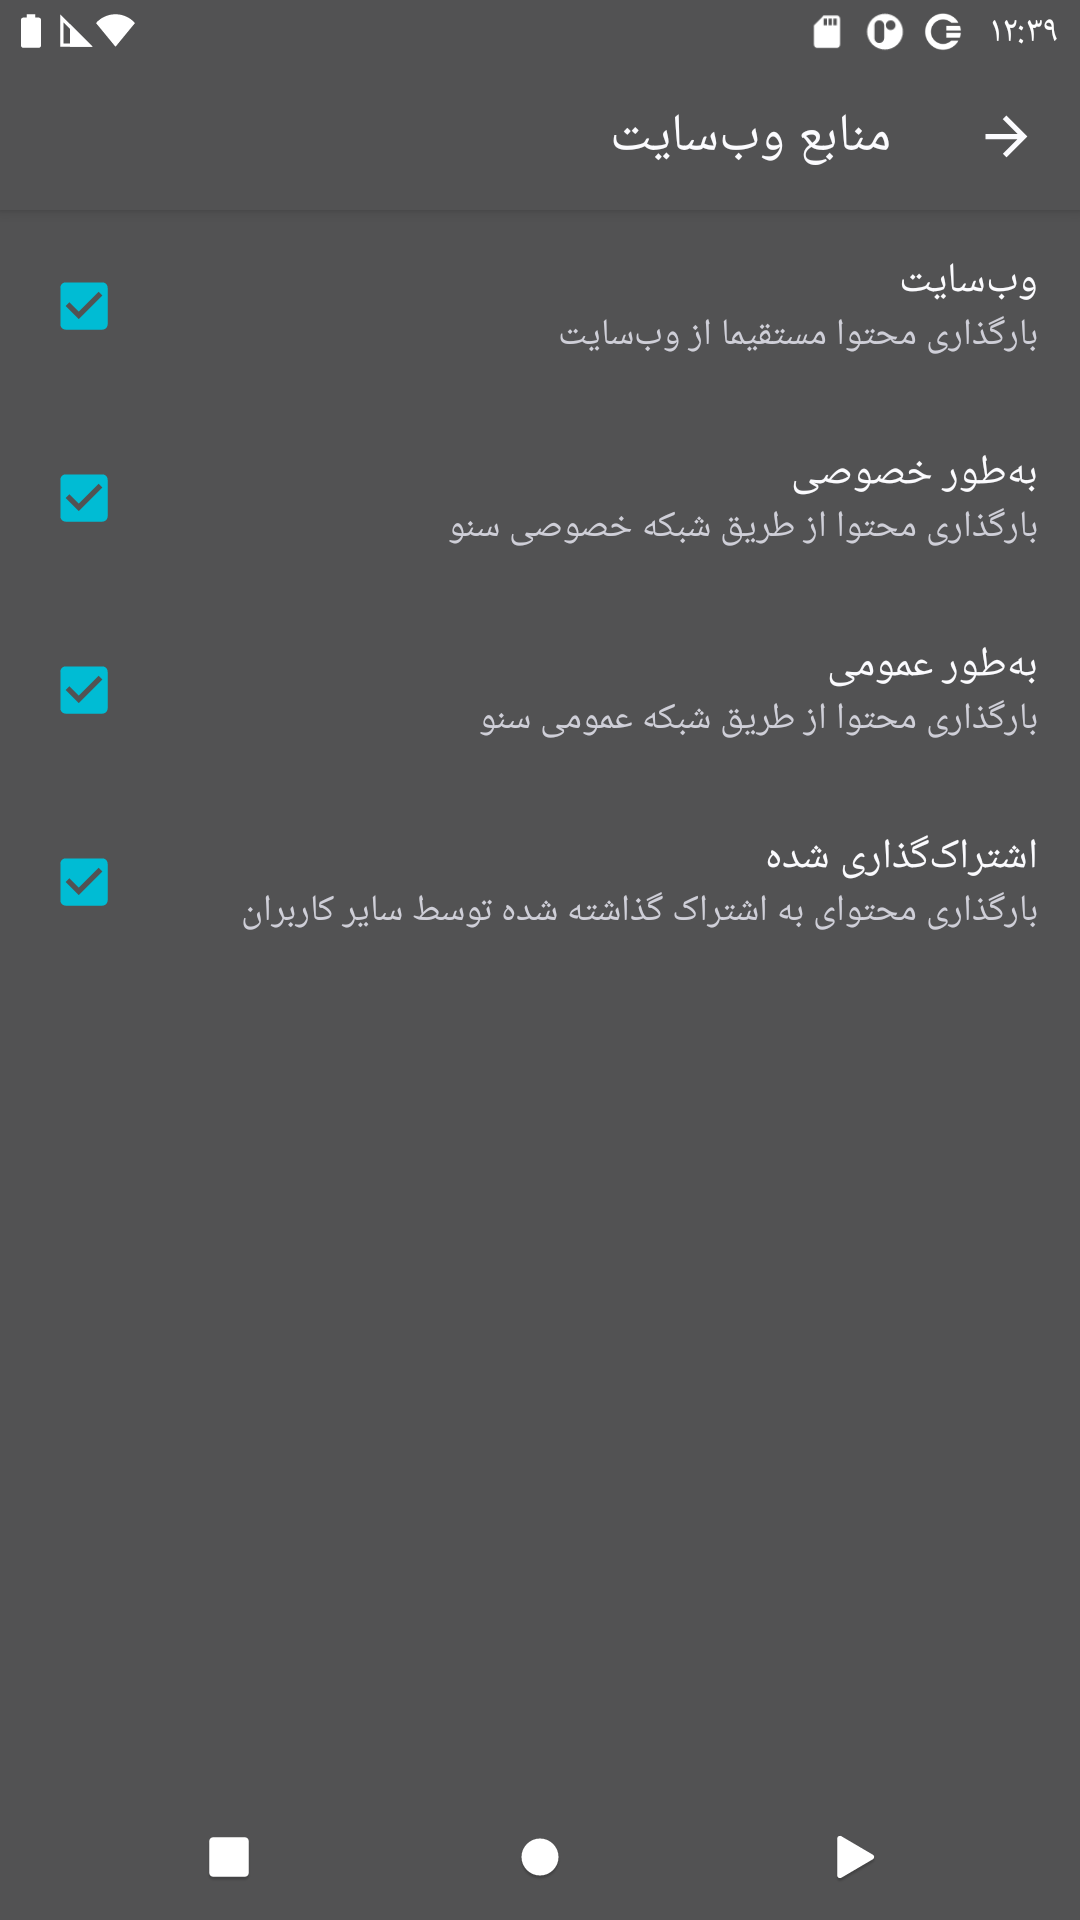 ۱۲:۳۹
منابع وب‌سایت
وب‌سایت
بارگذاری محتوا مستقیما از وب‌سایت
به‌طور خصوصی
بارگذاری محتوا از طریق شبکه خصوصی سنو
به‌طور عمومی
بارگذاری محتوا از طریق شبکه عمومی سنو
اشتراک‌گذاری شده
بارگذاری محتوای به اشتراک گذاشته شده توسط سایر کاربران